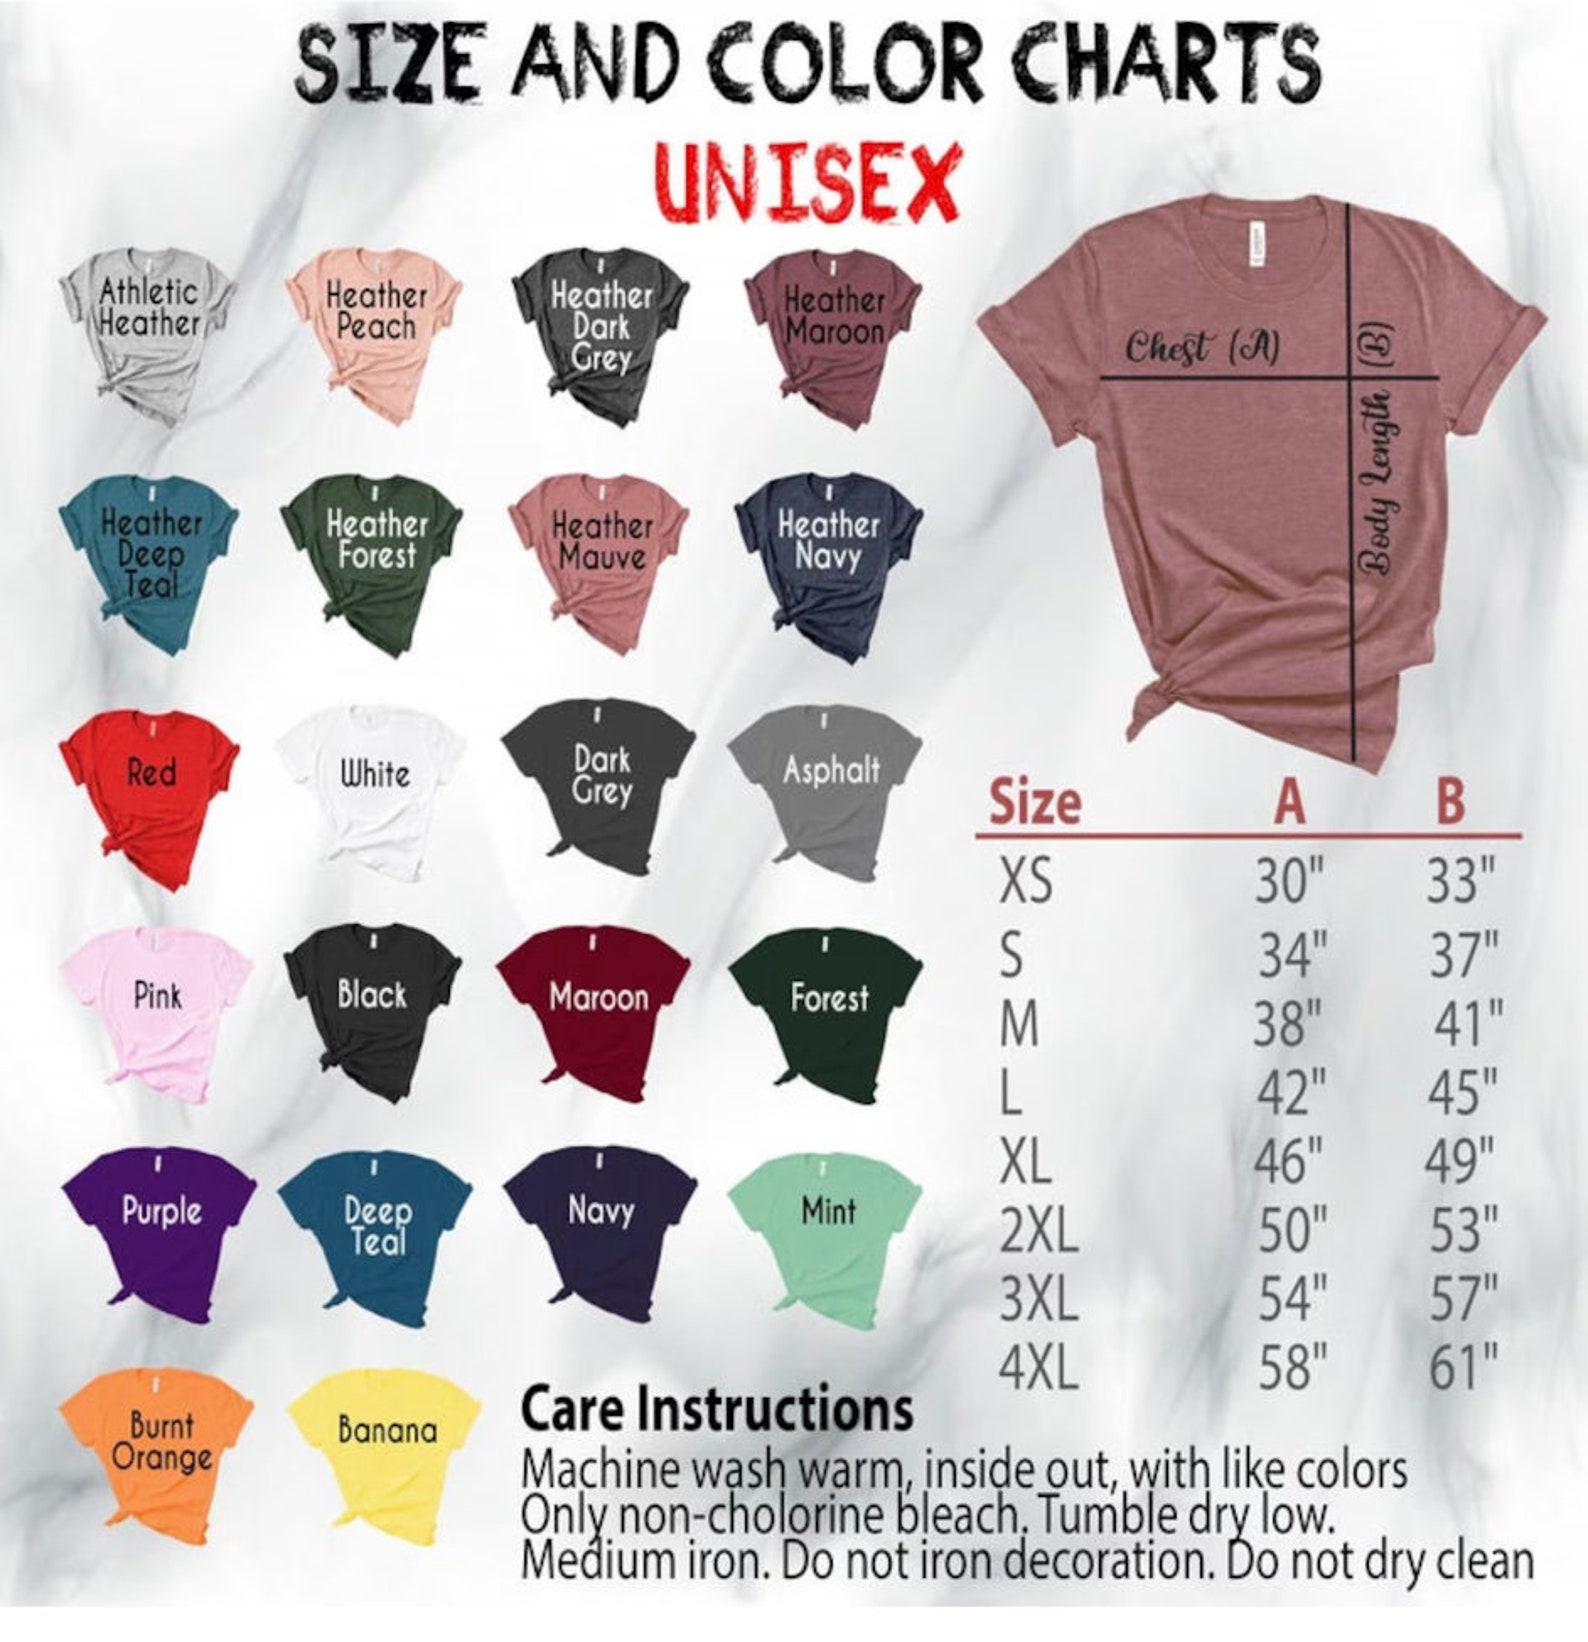 SIZE AND COLOR CHARTS
UNISEX
Athletic
Heather
Heather
Peach
Heather
Dark
Grey
Heather
Maroon
Heather
Deep
Teal
Heather
Forest
Heather
Mauve
Heather
Navy
Red
White
Dark
Grey
Asphalt
Pink
Black
Maroon
Forest
Purple
Deep
Teal
Navy
Mint
Burnt
Orange
Banana
Chest (A)
Body Length (B)
Size A B
XS 30" 33"
S 34" 37"
M 38" 41"
L 42" 45"
XL 46" 49"
2XL 50" 53"
3XL 54" 57"
4XL 58" 61"
Care Instructions
Machine wash warm, inside out, with like colors
Only non-cholorine bleach. Tumble dry low.
Medium iron. Do not iron decoration. Do not dry clean